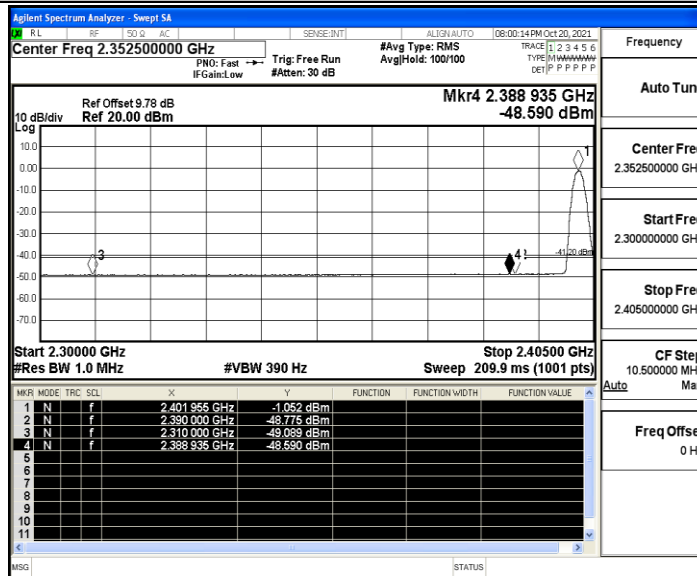 Agilent Spectrum Analyzer - Swept SA
RL RF 50 Ω AC SENSE:INT ALIGN AUTO 08:00:14 PM Oct 20, 2021
Center Freq 2.352500000 GHz
PNO: Fast
IFGain:Low
Trig: Free Run
#Atten: 30 dB
#Avg Type: RMS
Avg|Hold: 100/100
TRACE 1 2 3 4 5 6
TYPE M
DET P P P P P P
Mkr4 2.388 935 GHz
-48.590 dBm
Ref Offset 9.78 dB
10 dB/div Ref 20.00 dBm
Log
10.0
0.00
-10.0
-20.0
-30.0
-40.0
-50.0
-60.0
-70.0
1
3
4
-41.20 dBm
Start 2.30000 GHz Stop 2.40500 GHz
#Res BW 1.0 MHz #VBW 390 Hz Sweep 209.9 ms (1001 pts)
MKR MODE TRC SCL X Y FUNCTION FUNCTION WIDTH FUNCTION VALUE
1 N f 2.401 955 GHz -1.052 dBm
2 N f 2.390 000 GHz -48.775 dBm
3 N f 2.310 000 GHz -49.089 dBm
4 N f 2.388 935 GHz -48.590 dBm
5
6
7
8
9
10
11
MSG STATUS
Frequency
Auto Tun
Center Fre
2.352500000 GH
Start Fre
2.300000000 GH
Stop Fre
2.405000000 GH
CF Step
10.500000 MH
Auto Ma
Freq Offse
0 H